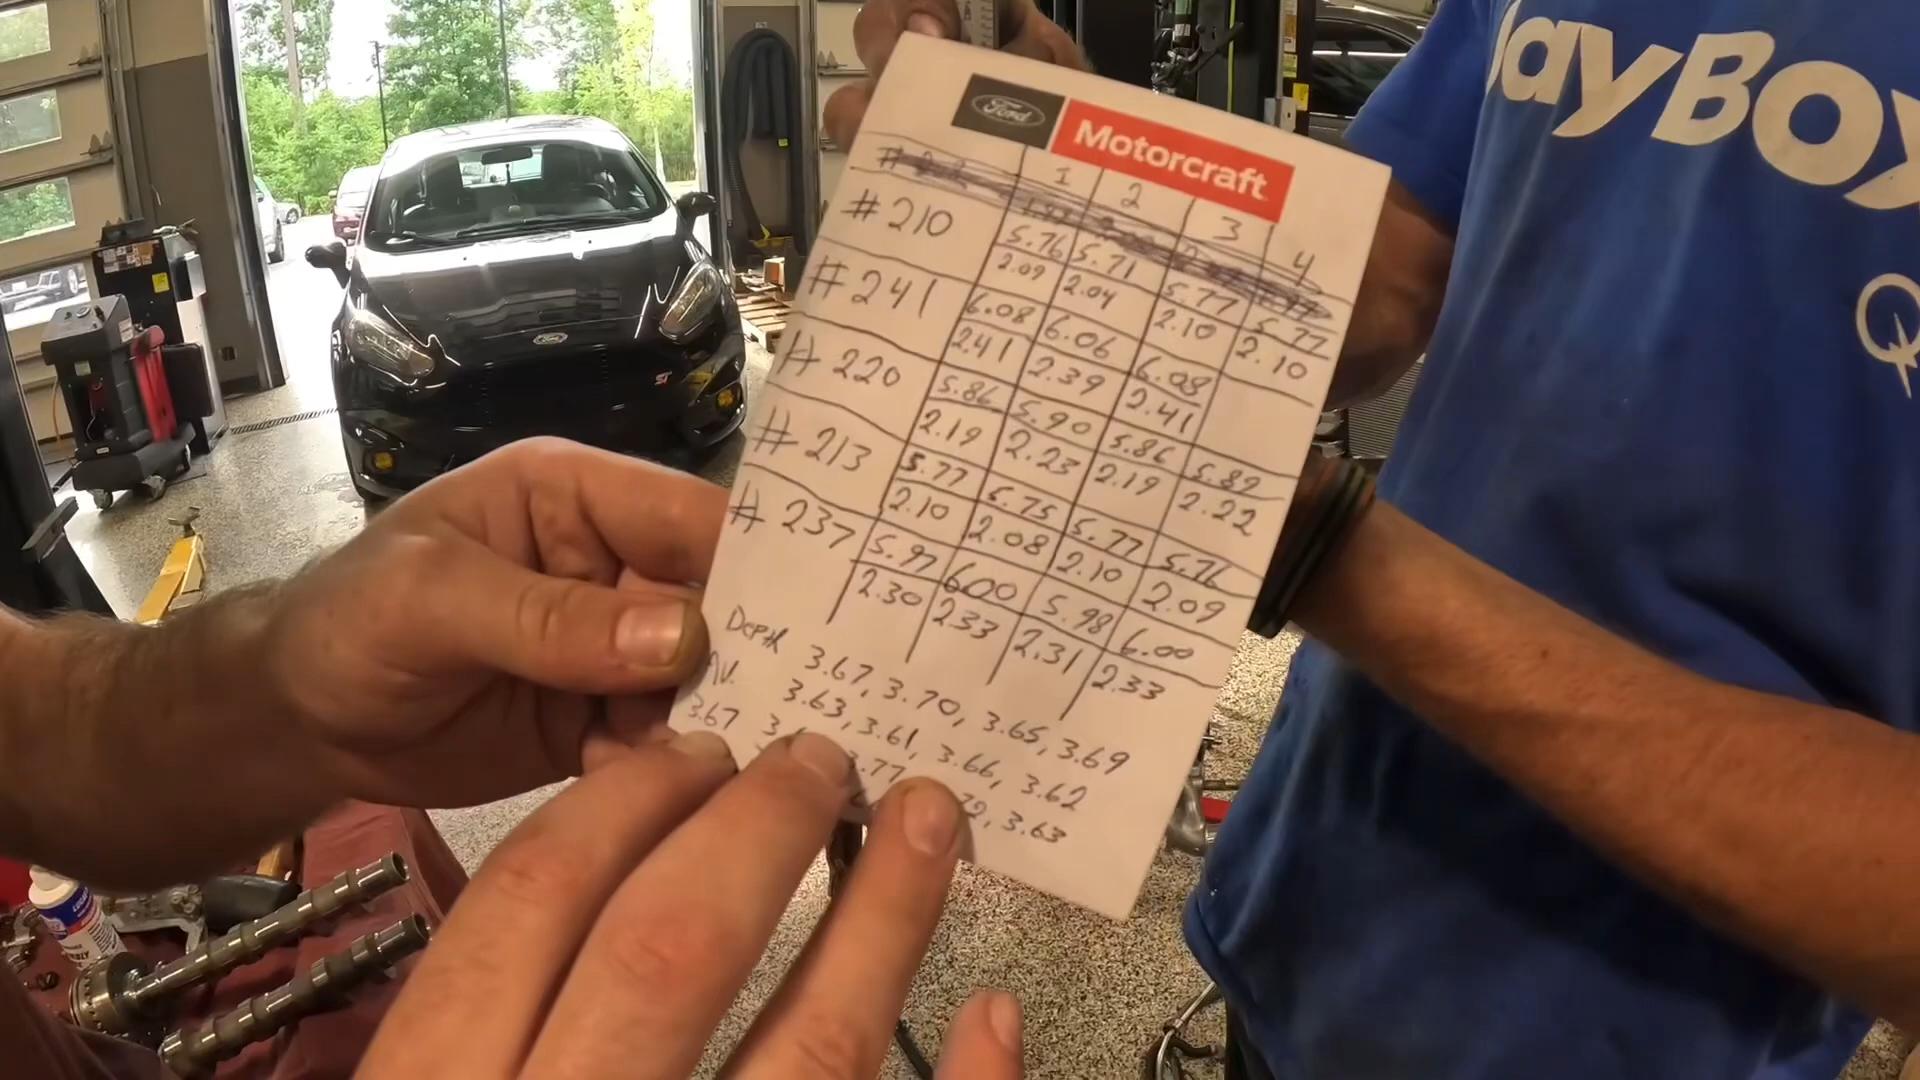 Ford Motorcraft
1 2 3 4
#210 5.76 5.71 5.77 5.77
2.09 2.04 2.10 2.10
#241 6.08 6.06 6.08
2.41 2.39 2.41
#220 5.86 5.90 5.86 5.89
2.19 2.23 2.19 2.22
#213 5.77 5.75 5.77 5.76
2.10 2.08 2.10 2.09
#237 5.97 6.00 5.98 6.00
2.30 2.33 2.31 2.33
Depth 3.67, 3.70, 3.65, 3.69
AV. 3.63, 3.61, 3.66, 3.62
3.67 3.63
JayBox
Ford
ST